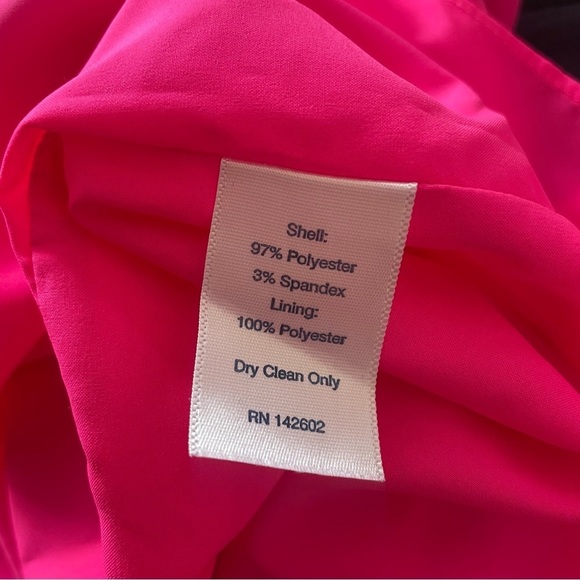 Shell:
97% Polyester
3% Spandex
Lining:
100% Polyester
Dry Clean Only
RN 142602